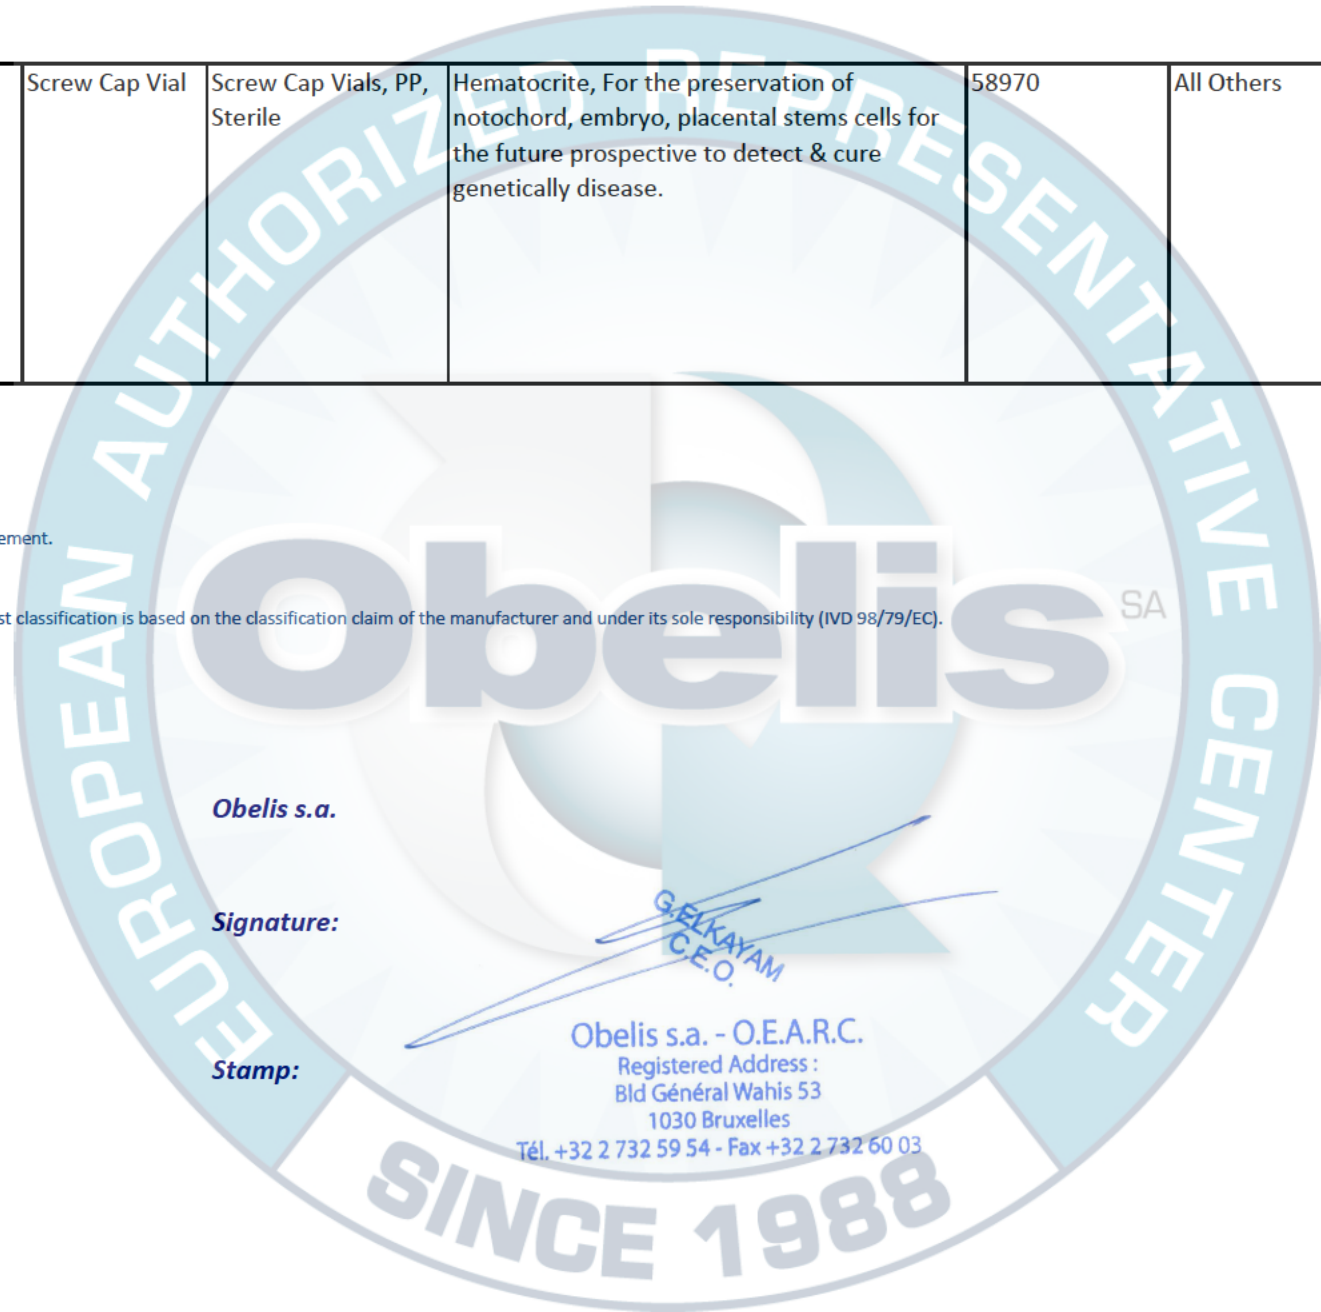 Screw Cap Vial
Screw Cap Vials, PP,
Sterile
Hematocrite, For the preservation of
notochord, embryo, placental stems cells for
the future prospective to detect & cure
genetically disease.
58970
All Others
EUROPEAN AUTHORIZED REPRESENTATIVE CENTER
ement.
st classification is based on the classification claim of the manufacturer and under its sole responsibility (IVD 98/79/EC).
Obelis SA
Obelis s.a.
Signature:
G.ELKAYAM
C.E.O.
Stamp:
Obelis s.a. - O.E.A.R.C.
Registered Address :
Bld Général Wahis 53
1030 Bruxelles
Tél. +32 2 732 59 54 - Fax +32 2 732 60 03
SINCE 1988